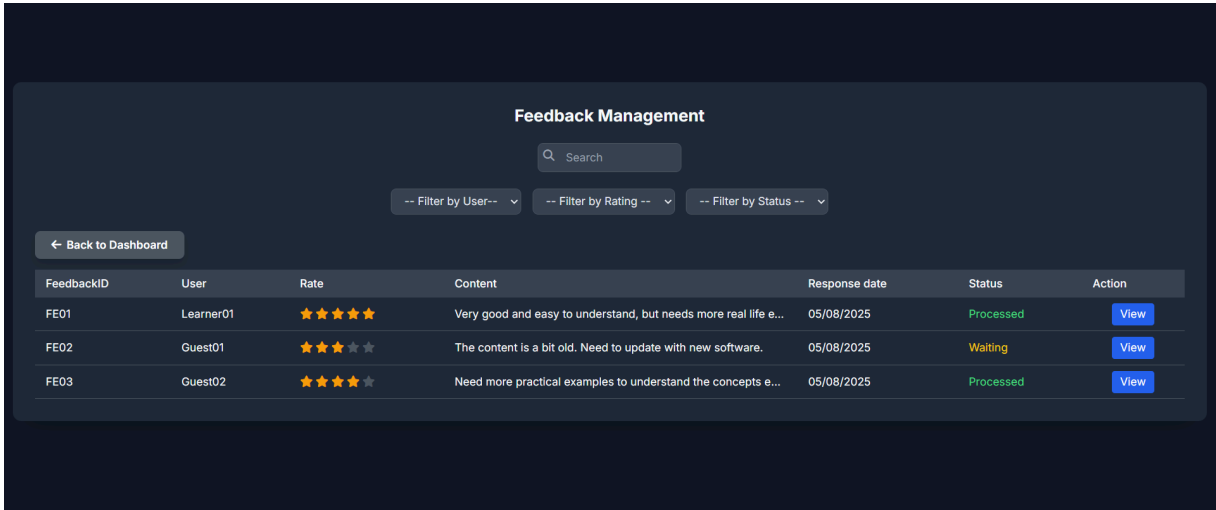 Feedback Management
Search
-- Filter by User-- -- Filter by Rating -- -- Filter by Status --
← Back to Dashboard
FeedbackID User Rate Content Response date Status Action
FE01 Learner01 Very good and easy to understand, but needs more real life e... 05/08/2025 Processed View
FE02 Guest01 The content is a bit old. Need to update with new software. 05/08/2025 Waiting View
FE03 Guest02 Need more practical examples to understand the concepts e... 05/08/2025 Processed View